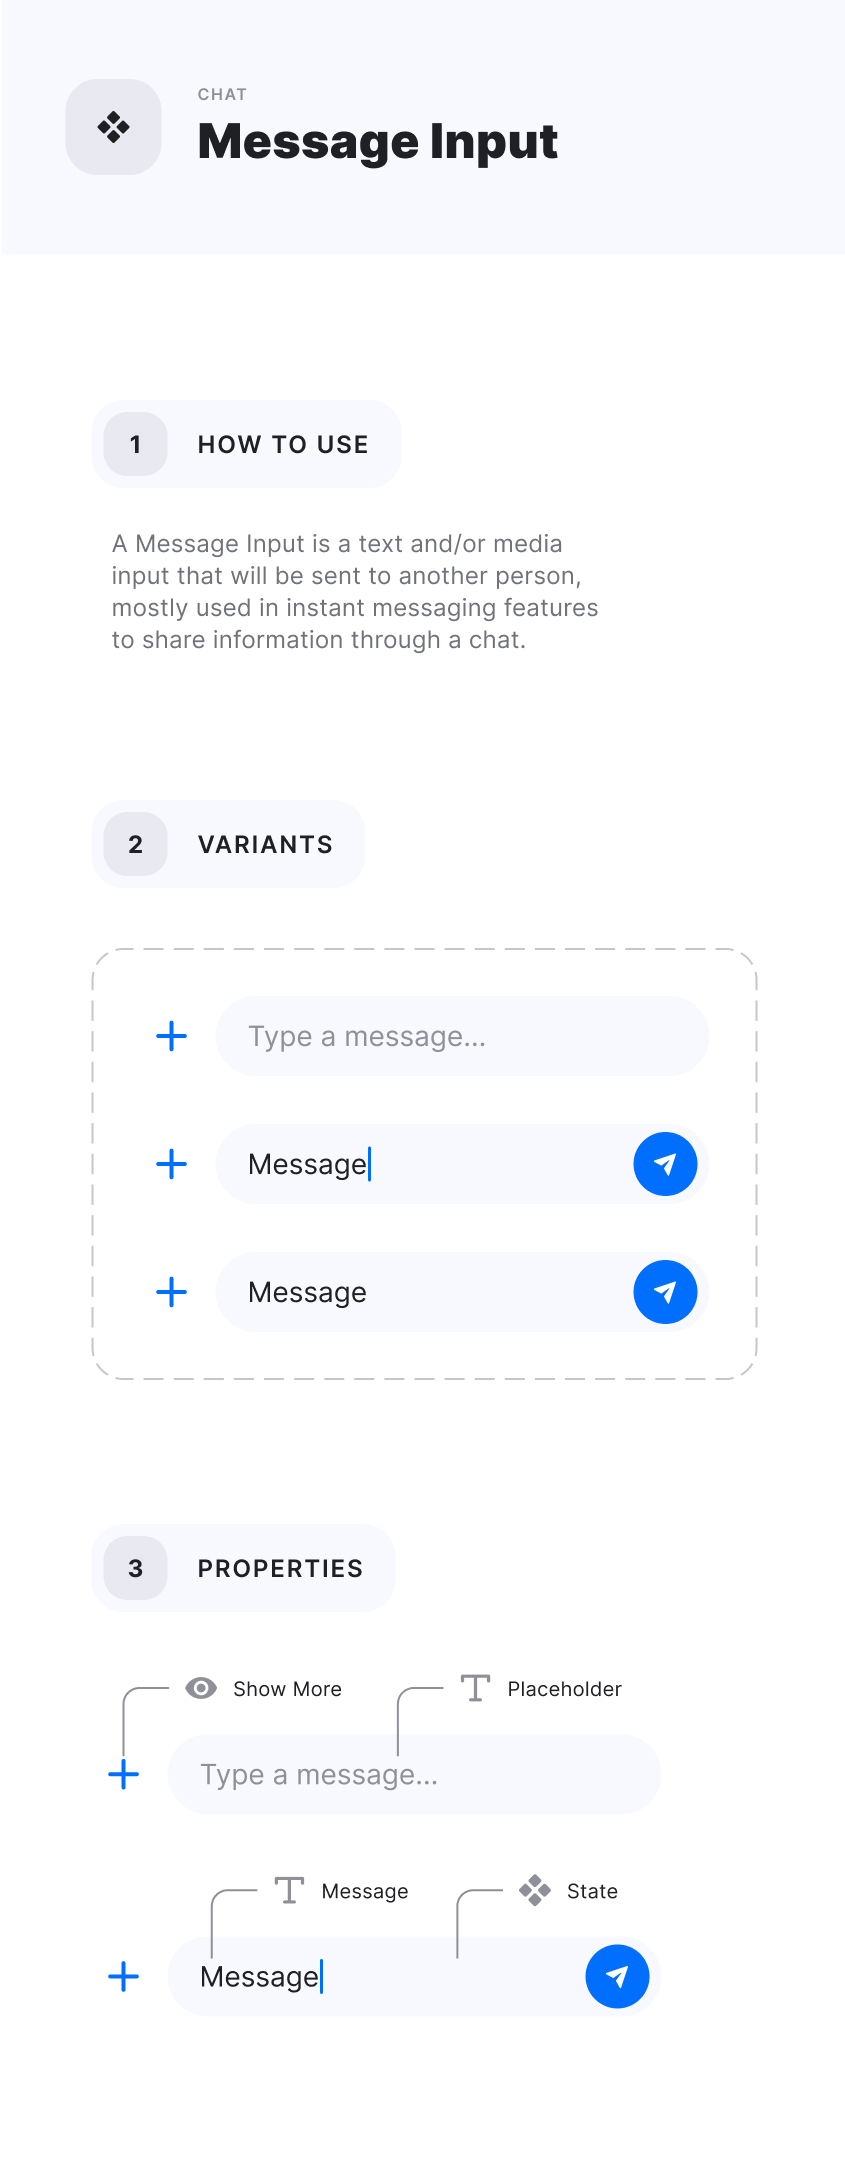 CHAT
Message Input
1 HOW TO USE
A Message Input is a text and/or media
input that will be sent to another person,
mostly used in instant messaging features
to share information through a chat.
2 VARIANTS
Type a message...
Message
Message
3 PROPERTIES
Show More Placeholder
Type a message...
Message State
Message